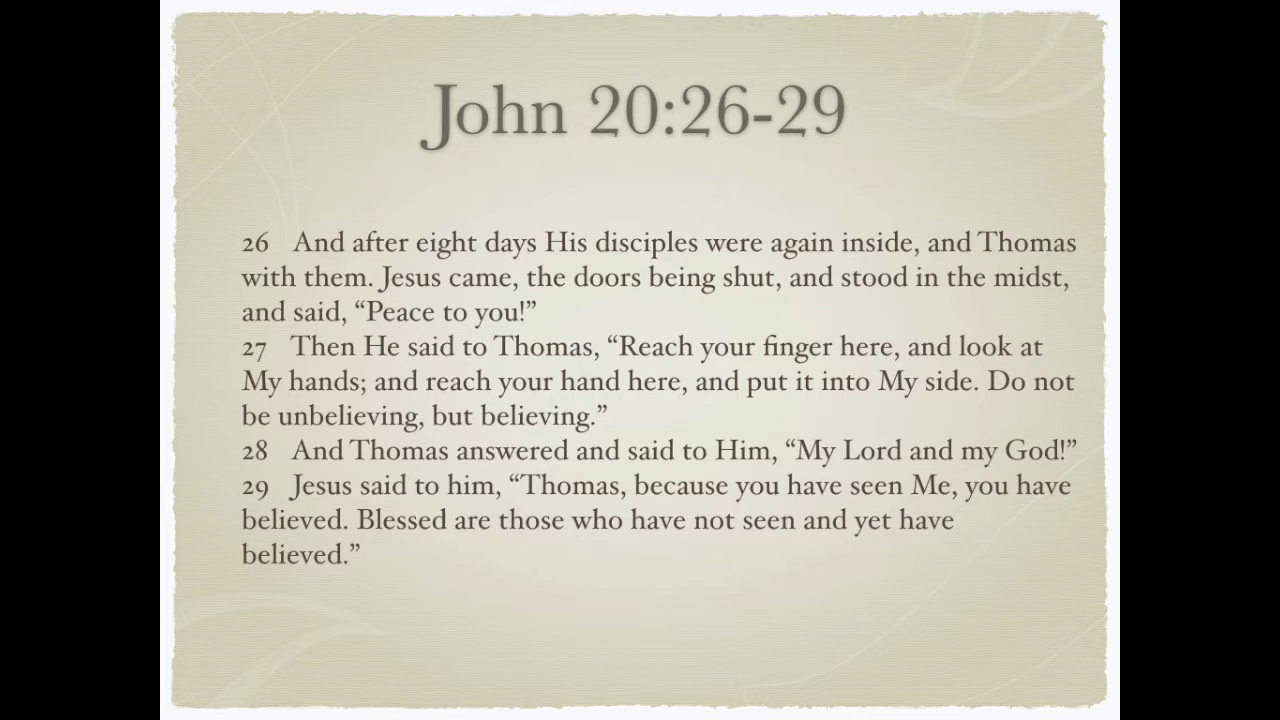 John 20:26-29
26 And after eight days His disciples were again inside, and Thomas
with them. Jesus came, the doors being shut, and stood in the midst,
and said, “Peace to you!”
27 Then He said to Thomas, “Reach your finger here, and look at
My hands; and reach your hand here, and put it into My side. Do not
be unbelieving, but believing.”
28 And Thomas answered and said to Him, “My Lord and my God!”
29 Jesus said to him, “Thomas, because you have seen Me, you have
believed. Blessed are those who have not seen and yet have
believed.”